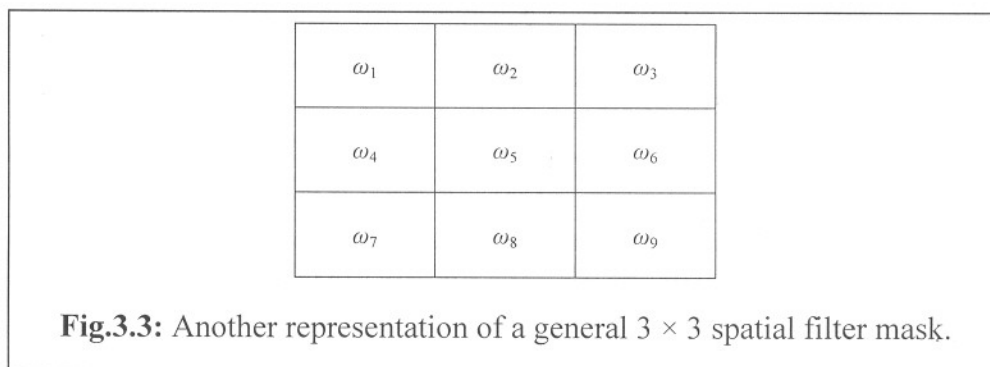 ω₁ ω₂ ω₃
ω₄ ω₅ ω₆
ω₇ ω₈ ω₉
Fig.3.3: Another representation of a general 3 × 3 spatial filter mask.